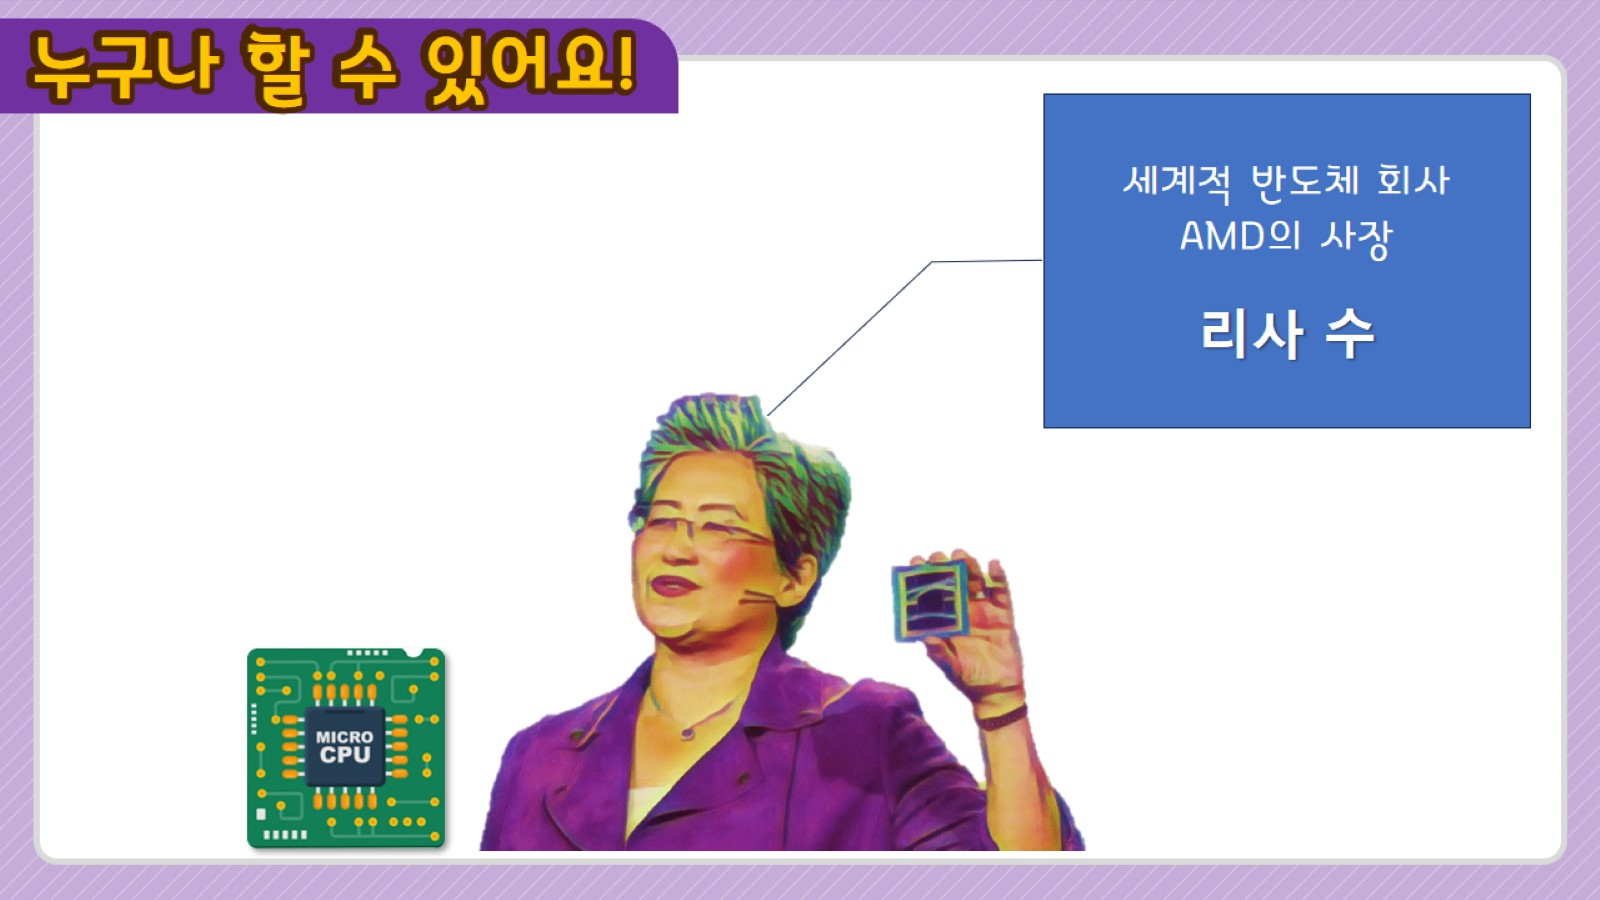 누구나 할 수 있어요!
세계적 반도체 회사
AMD의 사장
리사 수
MICRO
CPU